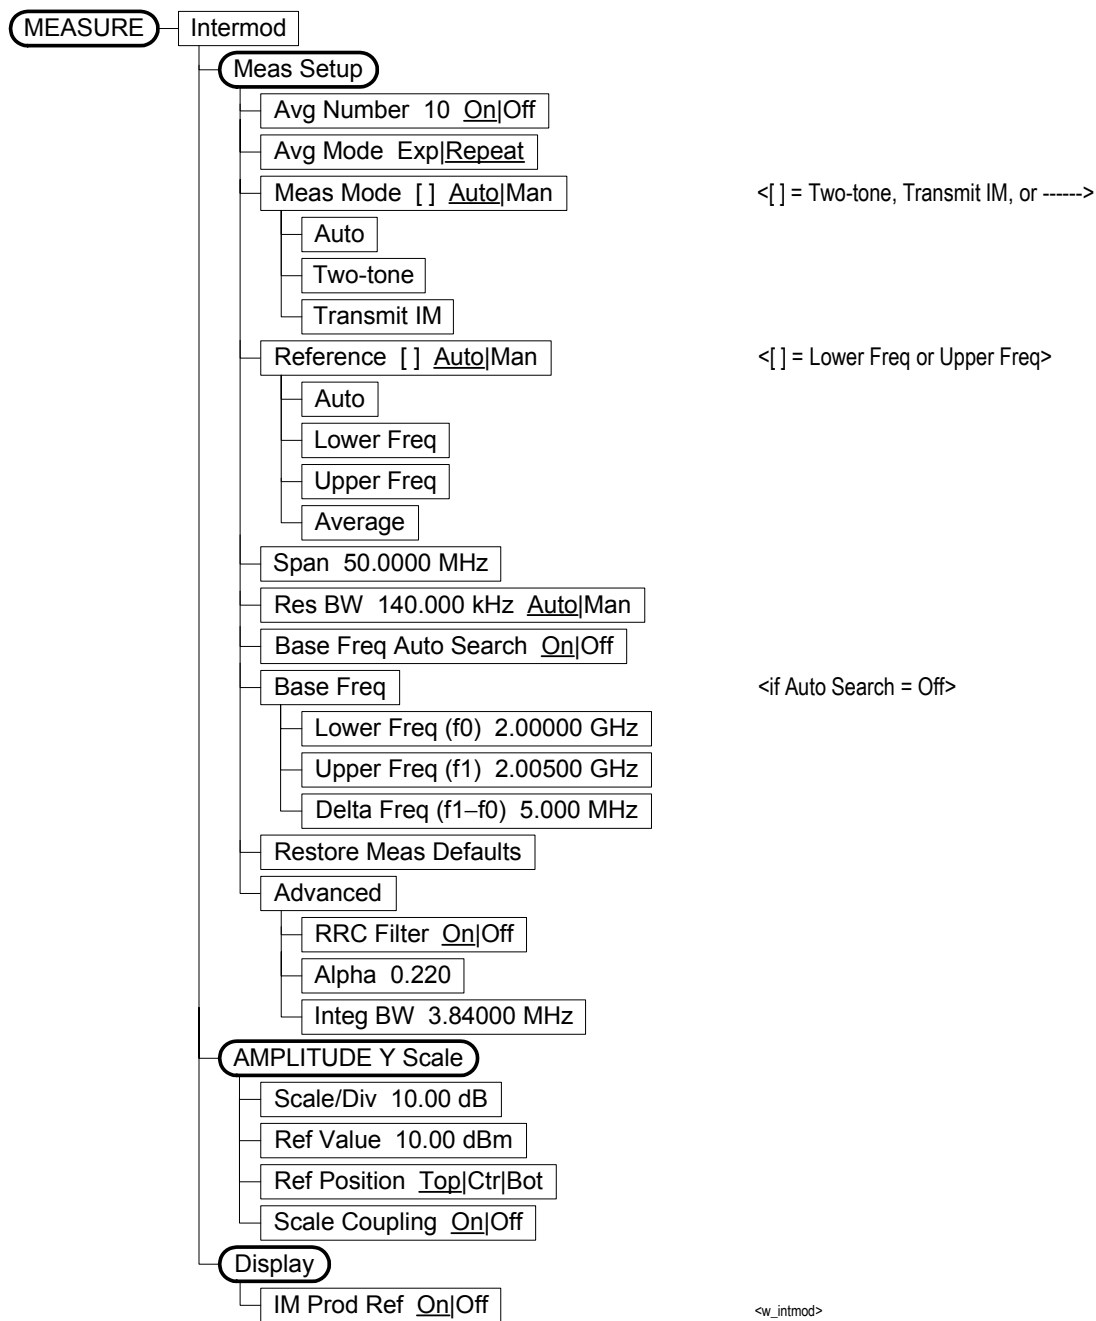 MEASURE Intermod
Meas Setup
Avg Number 10 On|Off
Avg Mode Exp|Repeat
Meas Mode [ ] Auto|Man <[ ] = Two-tone, Transmit IM, or ------>
Auto
Two-tone
Transmit IM
Reference [ ] Auto|Man <[ ] = Lower Freq or Upper Freq>
Auto
Lower Freq
Upper Freq
Average
Span 50.0000 MHz
Res BW 140.000 kHz Auto|Man
Base Freq Auto Search On|Off
Base Freq <if Auto Search = Off>
Lower Freq (f0) 2.00000 GHz
Upper Freq (f1) 2.00500 GHz
Delta Freq (f1–f0) 5.000 MHz
Restore Meas Defaults
Advanced
RRC Filter On|Off
Alpha 0.220
Integ BW 3.84000 MHz
AMPLITUDE Y Scale
Scale/Div 10.00 dB
Ref Value 10.00 dBm
Ref Position Top|Ctr|Bot
Scale Coupling On|Off
Display
IM Prod Ref On|Off <w_intmod>